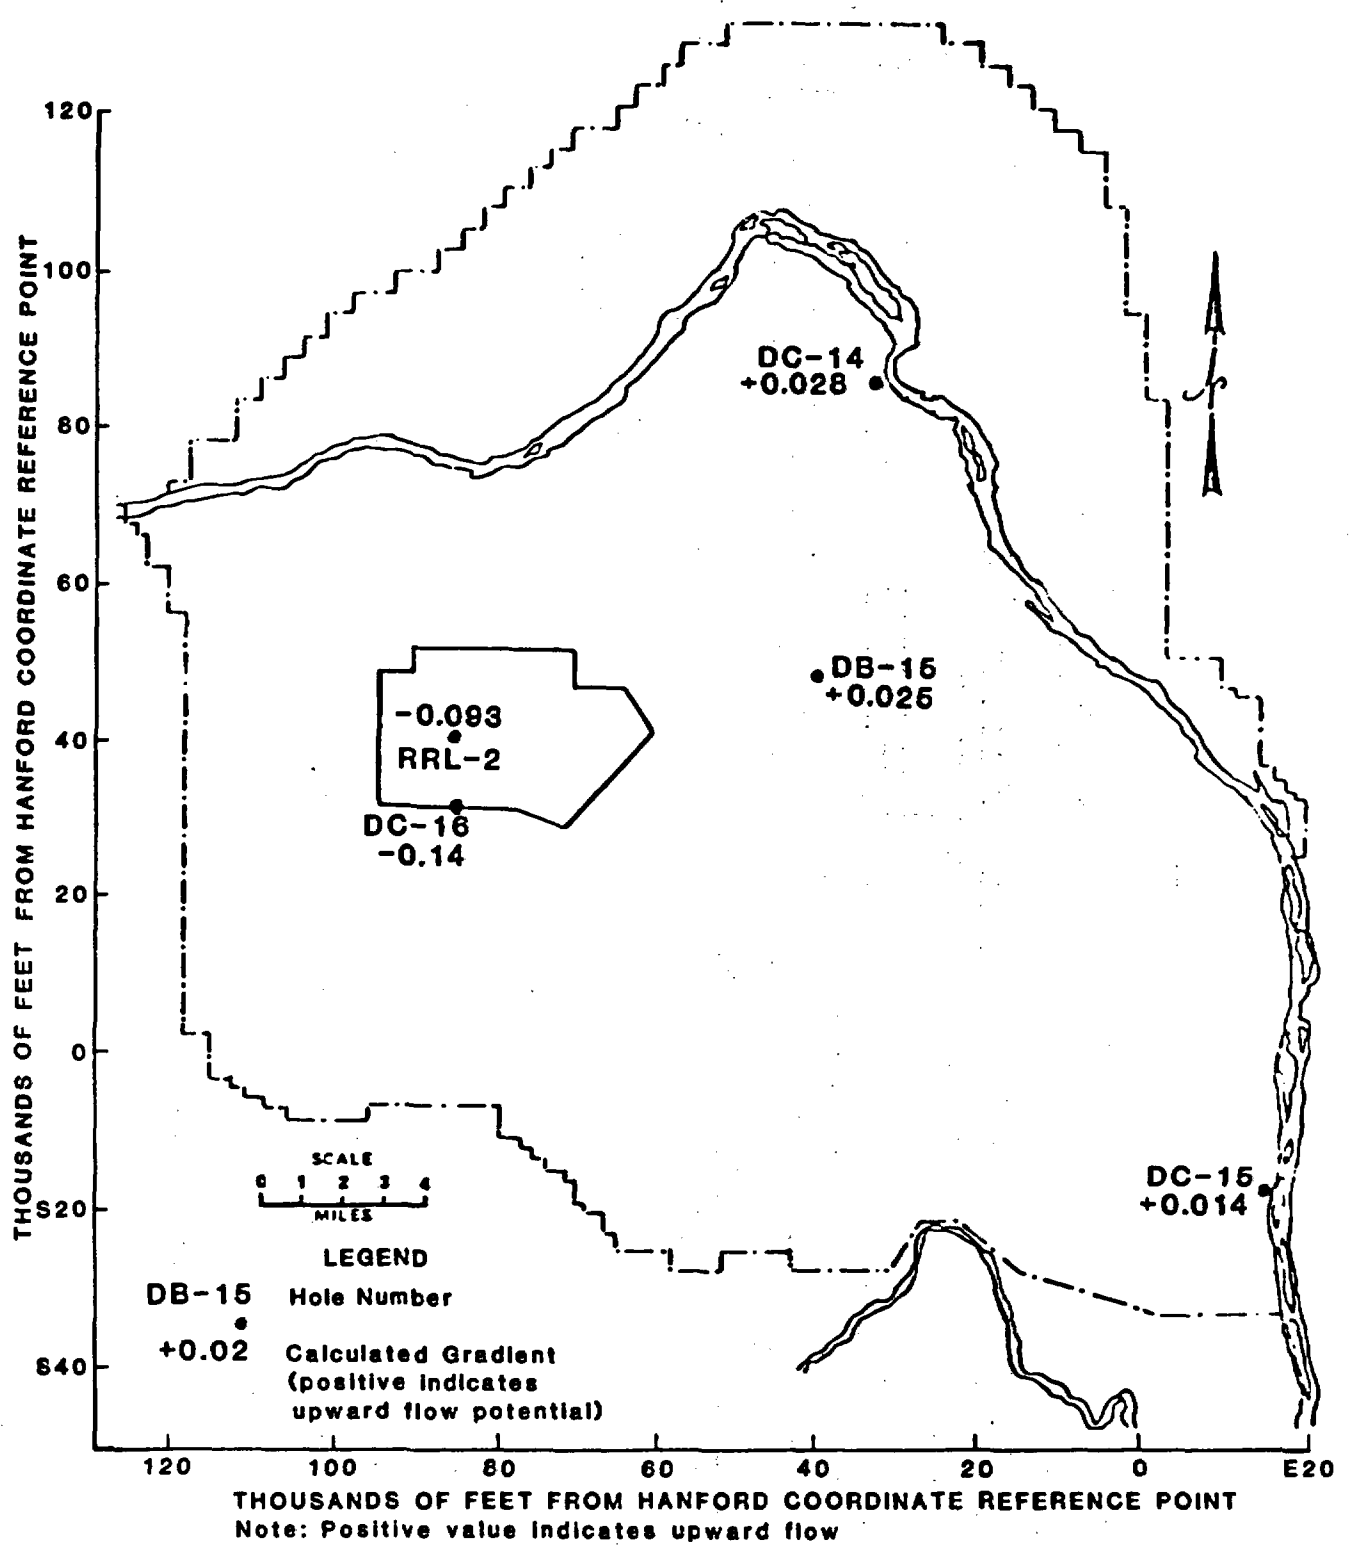 120
100
80
60
40
20
0
S20
S40
THOUSANDS OF FEET FROM HANFORD COORDINATE REFERENCE POINT
DC-14
+0.028
DB-15
+0.025
-0.093
RRL-2
DC-16
-0.14
DC-15
+0.014
SCALE
0 1 2 3 4
MILES
LEGEND
DB-15 Hole Number
+0.02 Calculated Gradient
(positive indicates
upward flow potential)
120 100 80 60 40 20 0 E20
THOUSANDS OF FEET FROM HANFORD COORDINATE REFERENCE POINT
Note: Positive value indicates upward flow